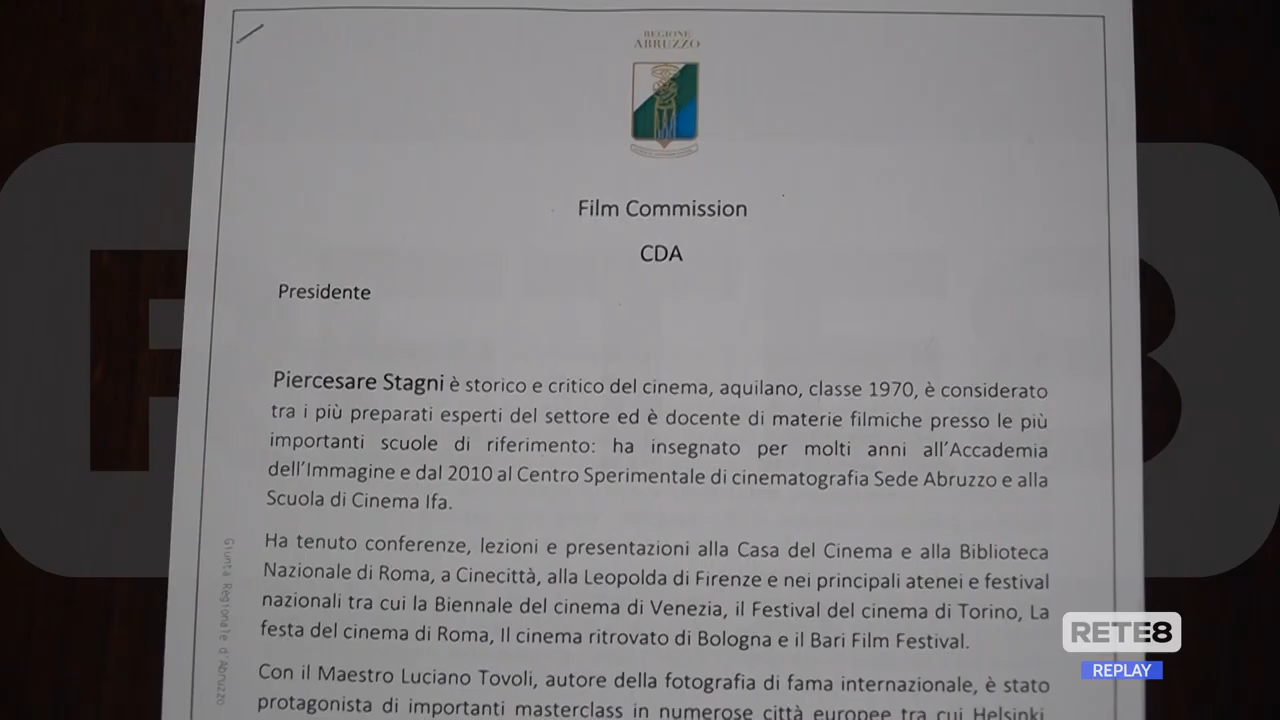 REGIONE
ABRUZZO
Film Commission
CDA
Presidente
Piercesare Stagni è storico e critico del cinema, aquilano, classe 1970, è considerato
tra i più preparati esperti del settore ed è docente di materie filmiche presso le più
importanti scuole di riferimento: ha insegnato per molti anni all'Accademia
dell'Immagine e dal 2010 al Centro Sperimentale di cinematografia Sede Abruzzo e alla
Scuola di Cinema Ifa.
Ha tenuto conferenze, lezioni e presentazioni alla Casa del Cinema e alla Biblioteca
Nazionale di Roma, a Cinecittà, alla Leopolda di Firenze e nei principali atenei e festival
nazionali tra cui la Biennale del cinema di Venezia, il Festival del cinema di Torino, La
festa del cinema di Roma, Il cinema ritrovato di Bologna e il Bari Film Festival.
Con il Maestro Luciano Tovoli, autore della fotografia di fama internazionale, è stato
protagonista di importanti masterclass in numerose città europee tra cui Helsinki,
Giunta Regionale d'Abruzzo
RETE8
RETE8
REPLAY